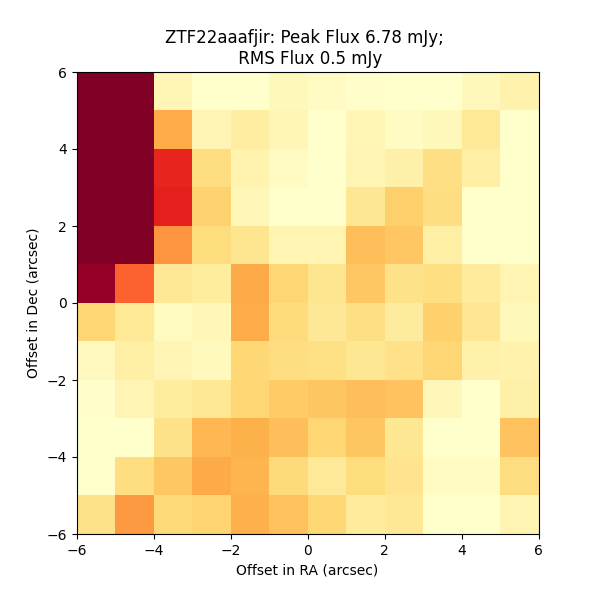 ZTF22aaafjir: Peak Flux 6.78 mJy;
RMS Flux 0.5 mJy
6
4
2
0
−2
−4
−6
Offset in Dec (arcsec)
−6 −4 −2 0 2 4 6
Offset in RA (arcsec)